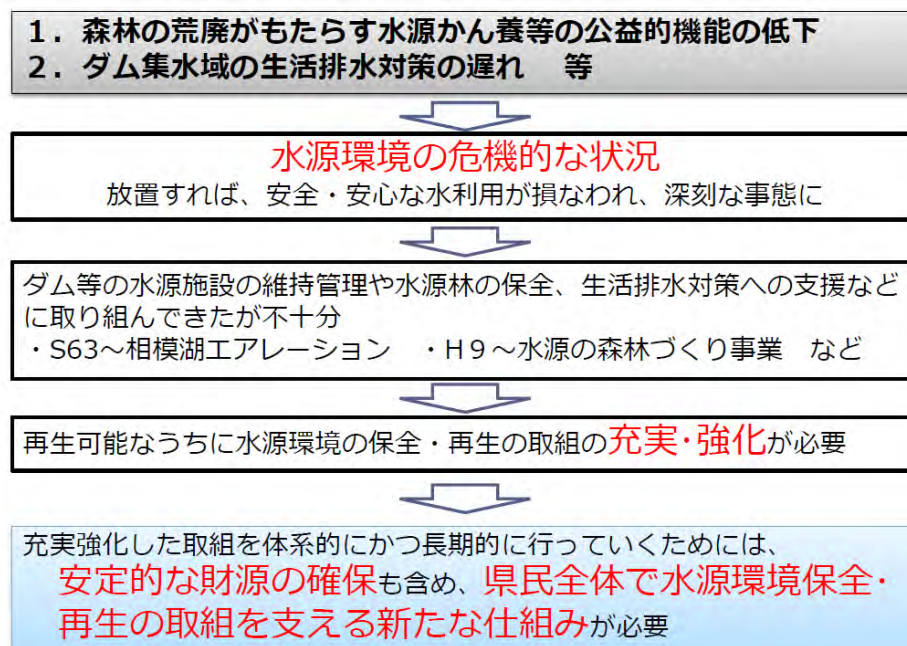 １．森林の荒廃がもたらす水源かん養等の公益的機能の低下
２．ダム集水域の生活排水対策の遅れ　等
水源環境の危機的な状況
放置すれば、安全・安心な水利用が損なわれ、深刻な事態に
ダム等の水源施設の維持管理や水源林の保全、生活排水対策への支援など
に取り組んできたが不十分
・S63～相模湖エアレーション　・Ｈ９～水源の森林づくり事業　など
再生可能なうちに水源環境の保全・再生の取組の充実・強化が必要
充実強化した取組を体系的にかつ長期的に行っていくためには、
安定的な財源の確保も含め、県民全体で水源環境保全・
再生の取組を支える新たな仕組みが必要